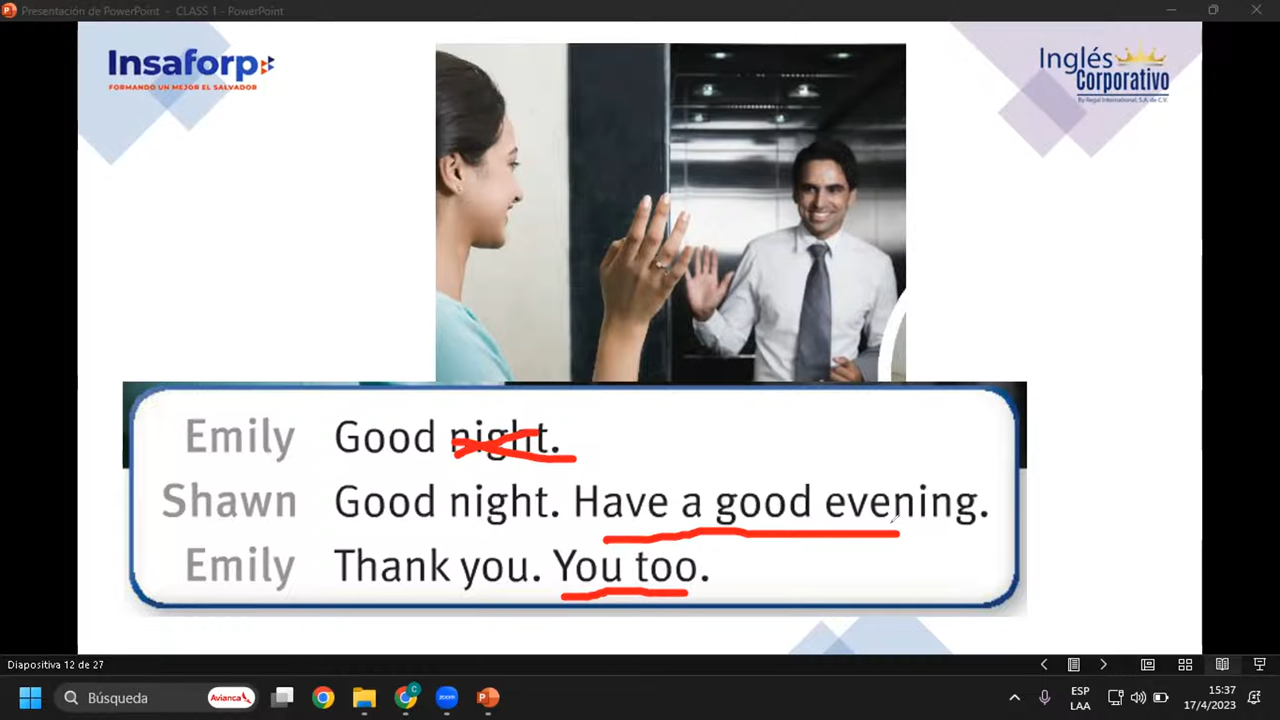 Presentación de PowerPoint - CLASS 1 - PowerPoint
Insaforp
FORMANDO UN MEJOR EL SALVADOR
Inglés
Corporativo
By Regal International, S.A. de C.V.
Emily Good night.
Shawn Good night. Have a good evening.
Emily Thank you. You too.
Diapositiva 12 de 27
Búsqueda
Avianca
C
zoom
ESP
LAA
15:37
17/4/2023